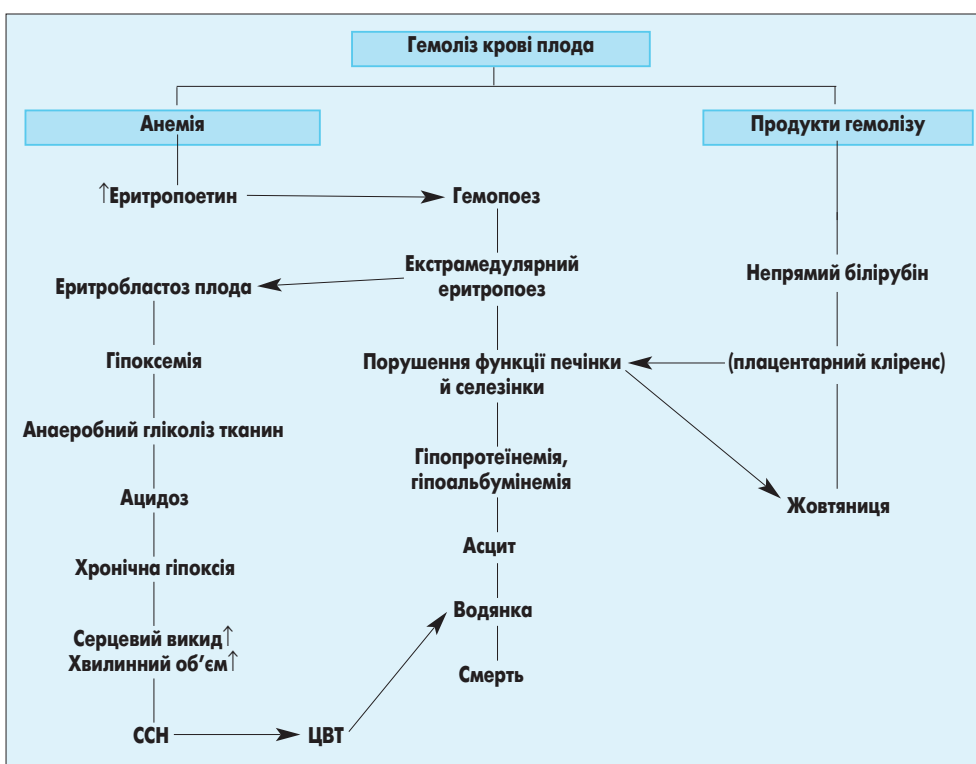 Гемоліз крові плода
Анемія
Продукти гемолізу
↑Еритропоетин
Гемопоез
Екстрамедулярний
еритропоез
Непрямий білірубін
Еритробластоз плода
Гіпоксемія
Порушення функції печінки
й селезінки
(плацентарний кліренс)
Анаеробний гліколіз тканин
Гіпопротеїнемія,
гіпоальбумінемія
Ацидоз
Жовтяниця
Асцит
Хронічна гіпоксія
Водянка
Серцевий викид↑
Хвилинний об’єм↑
Смерть
ССН
ЦВТ